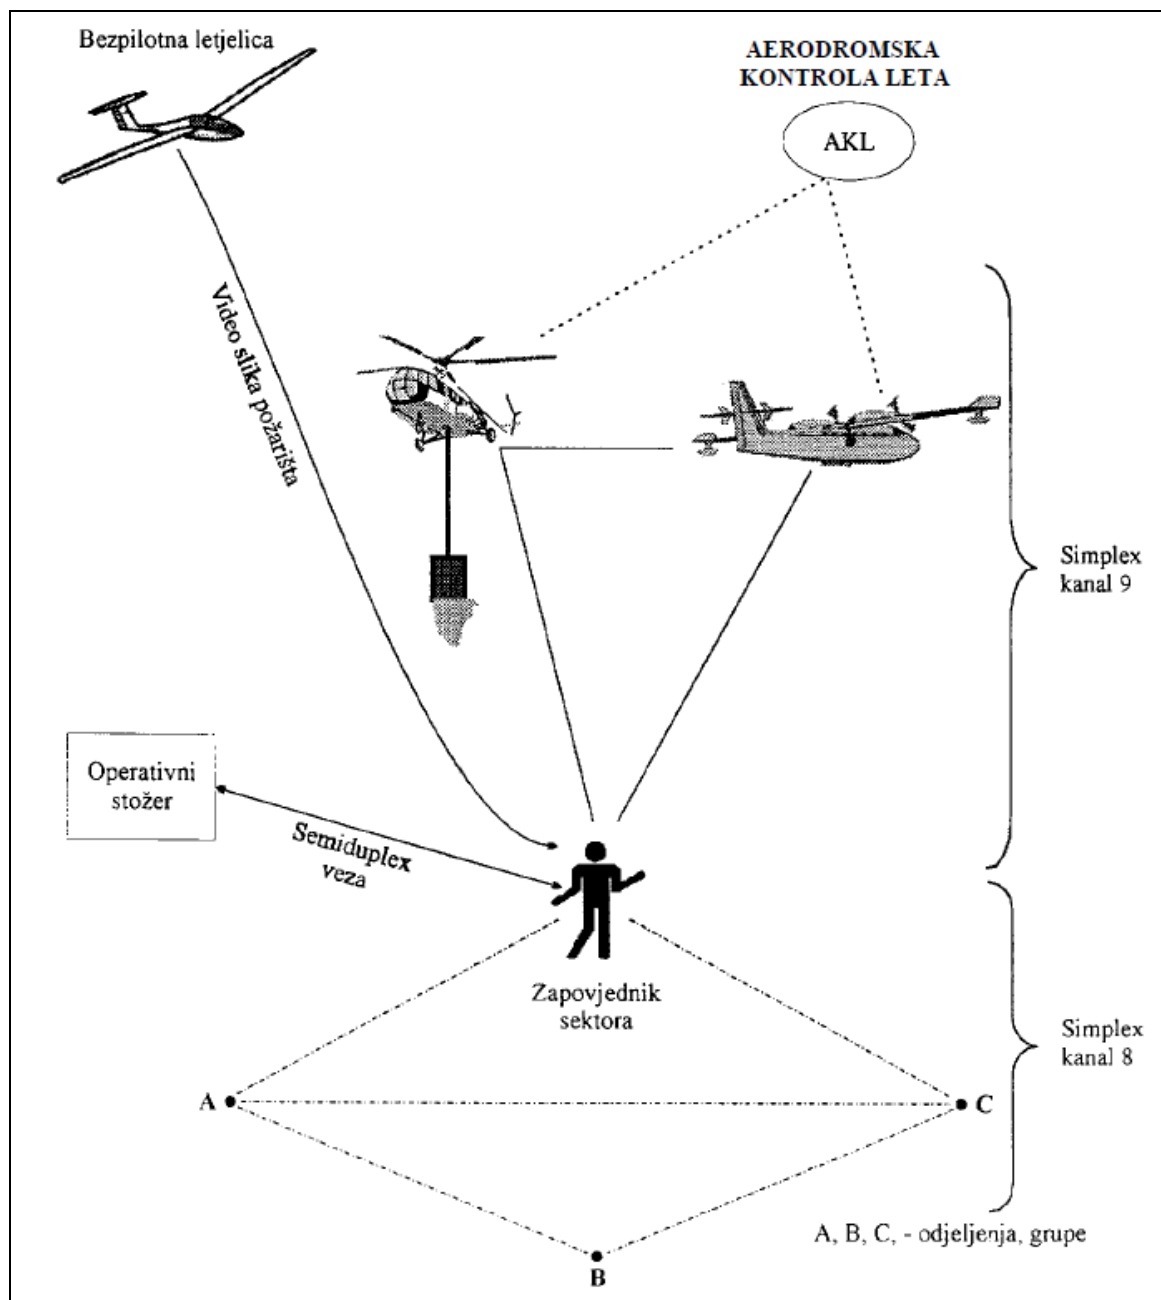 Bezpilotna letjelica
AERODROMSKA
KONTROLA LETA
AKL
Video slika požarišta
Simplex
kanal 9
Operativni
stožer
Semiduplex
veza
Zapovjednik
sektora
Simplex
kanal 8
A
C
B
A, B, C, - odjeljenja, grupe